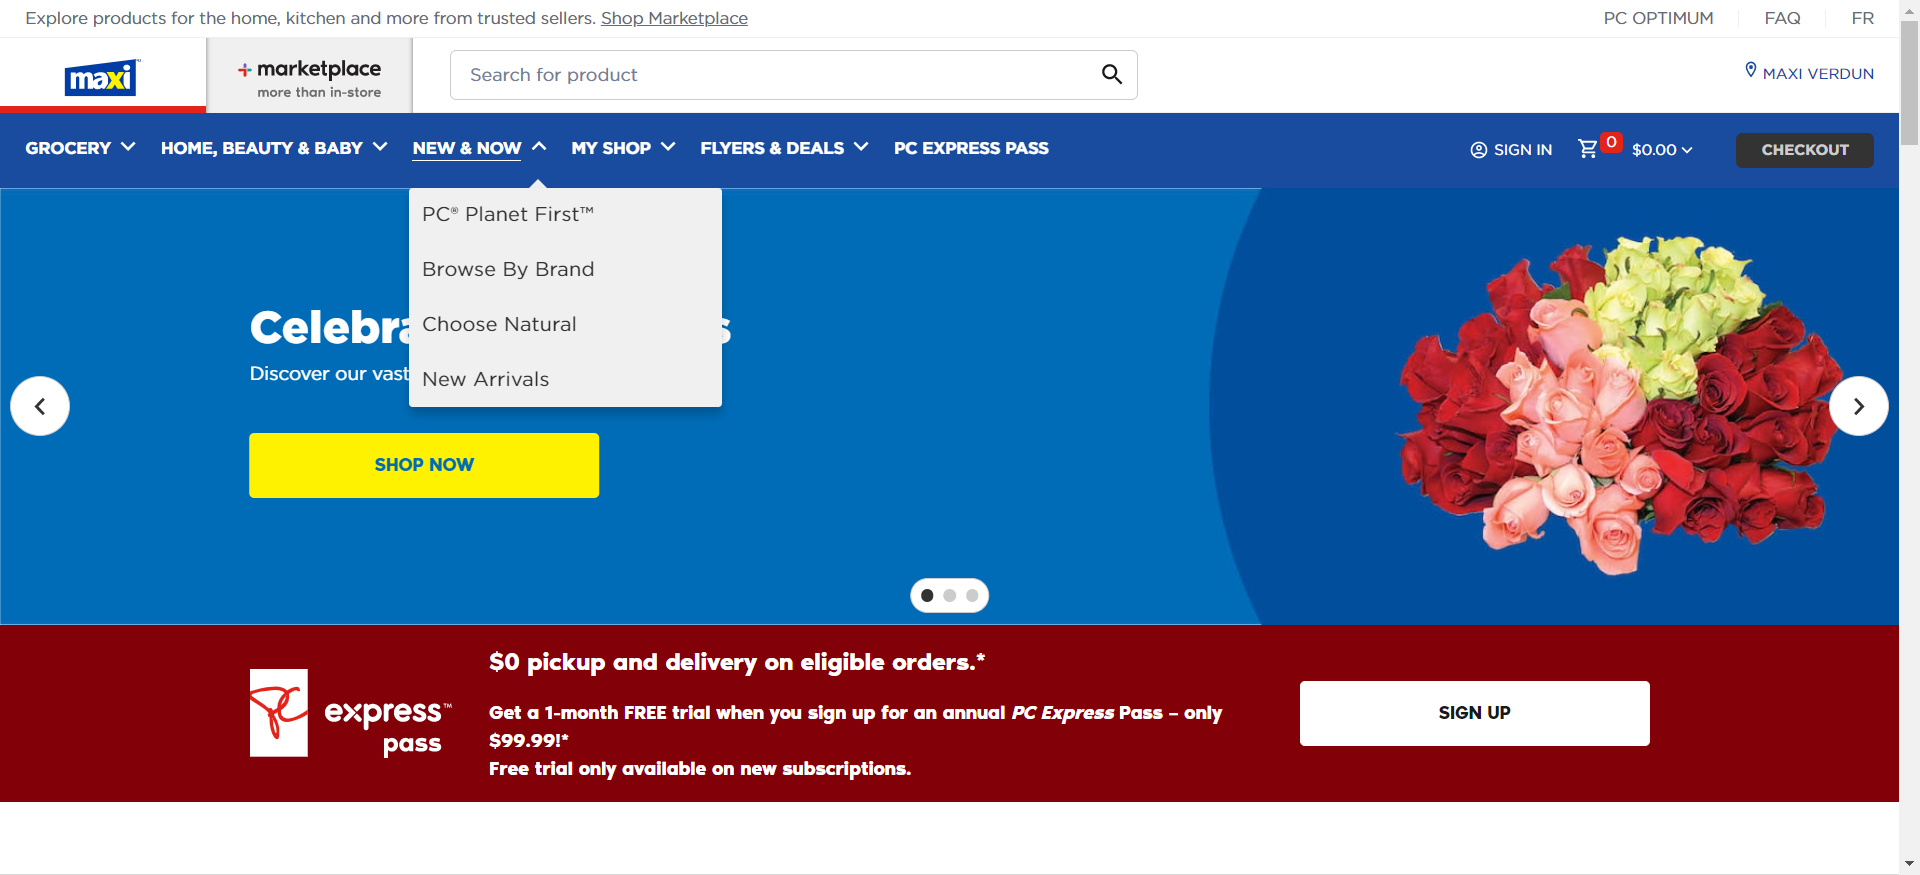 Explore products for the home, kitchen and more from trusted sellers. Shop Marketplace
PC OPTIMUM
FAQ
FR
maxi
marketplace
more than in-store
Search for product
MAXI VERDUN
GROCERY
HOME, BEAUTY & BABY
NEW & NOW
MY SHOP
FLYERS & DEALS
PC EXPRESS PASS
SIGN IN
0
$0.00
CHECKOUT
PC® Planet First™
Browse By Brand
Choose Natural
New Arrivals
Discover our vast
SHOP NOW
PC express™
pass
$0 pickup and delivery on eligible orders.*
Get a 1-month FREE trial when you sign up for an annual PC Express Pass – only
$99.99!*
Free trial only available on new subscriptions.
SIGN UP